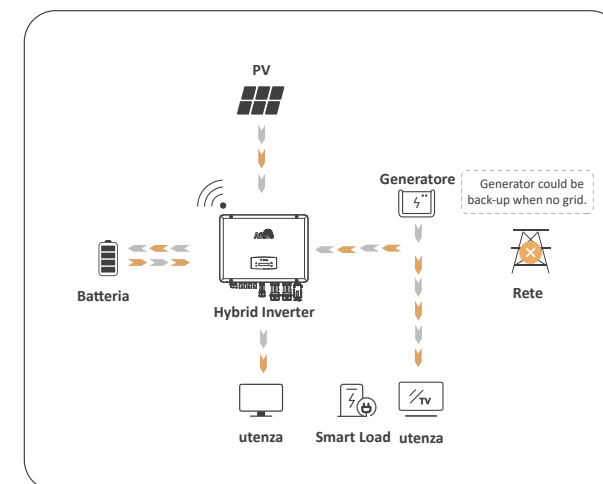 PV
Generatore
Generator could be
back-up when no grid.
Batteria
Hybrid Inverter
Rete
utenza
Smart Load
TV
utenza